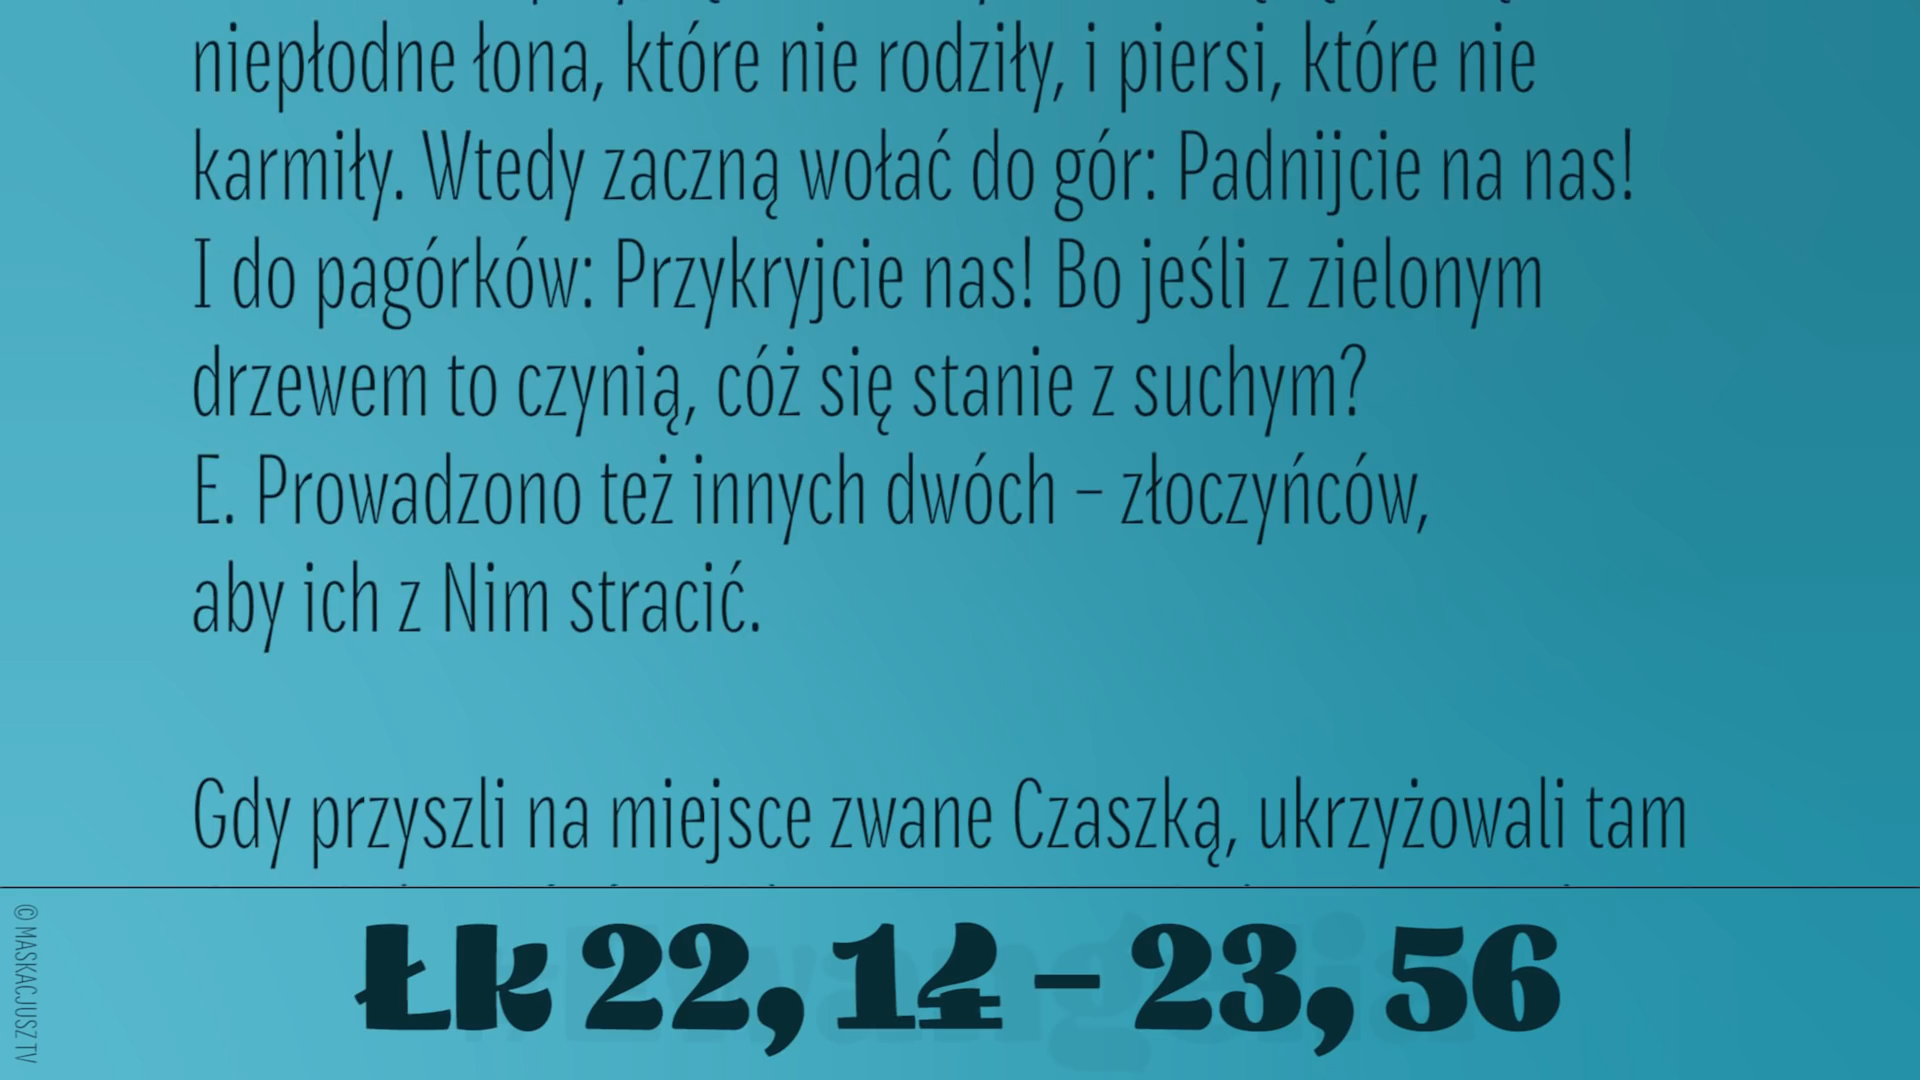 niepłodne łona, które nie rodziły, i piersi, które nie
karmiły. Wtedy zaczną wołać do gór: Padnijcie na nas!
I do pagórków: Przykryjcie nas! Bo jeśli z zielonym
drzewem to czynią, cóż się stanie z suchym?
E. Prowadzono też innych dwóch – złoczyńców,
aby ich z Nim stracić.
Gdy przyszli na miejsce zwane Czaszką, ukrzyżowali tam
Łk 22, 14 – 23, 56
© MASKACJUSZ TV